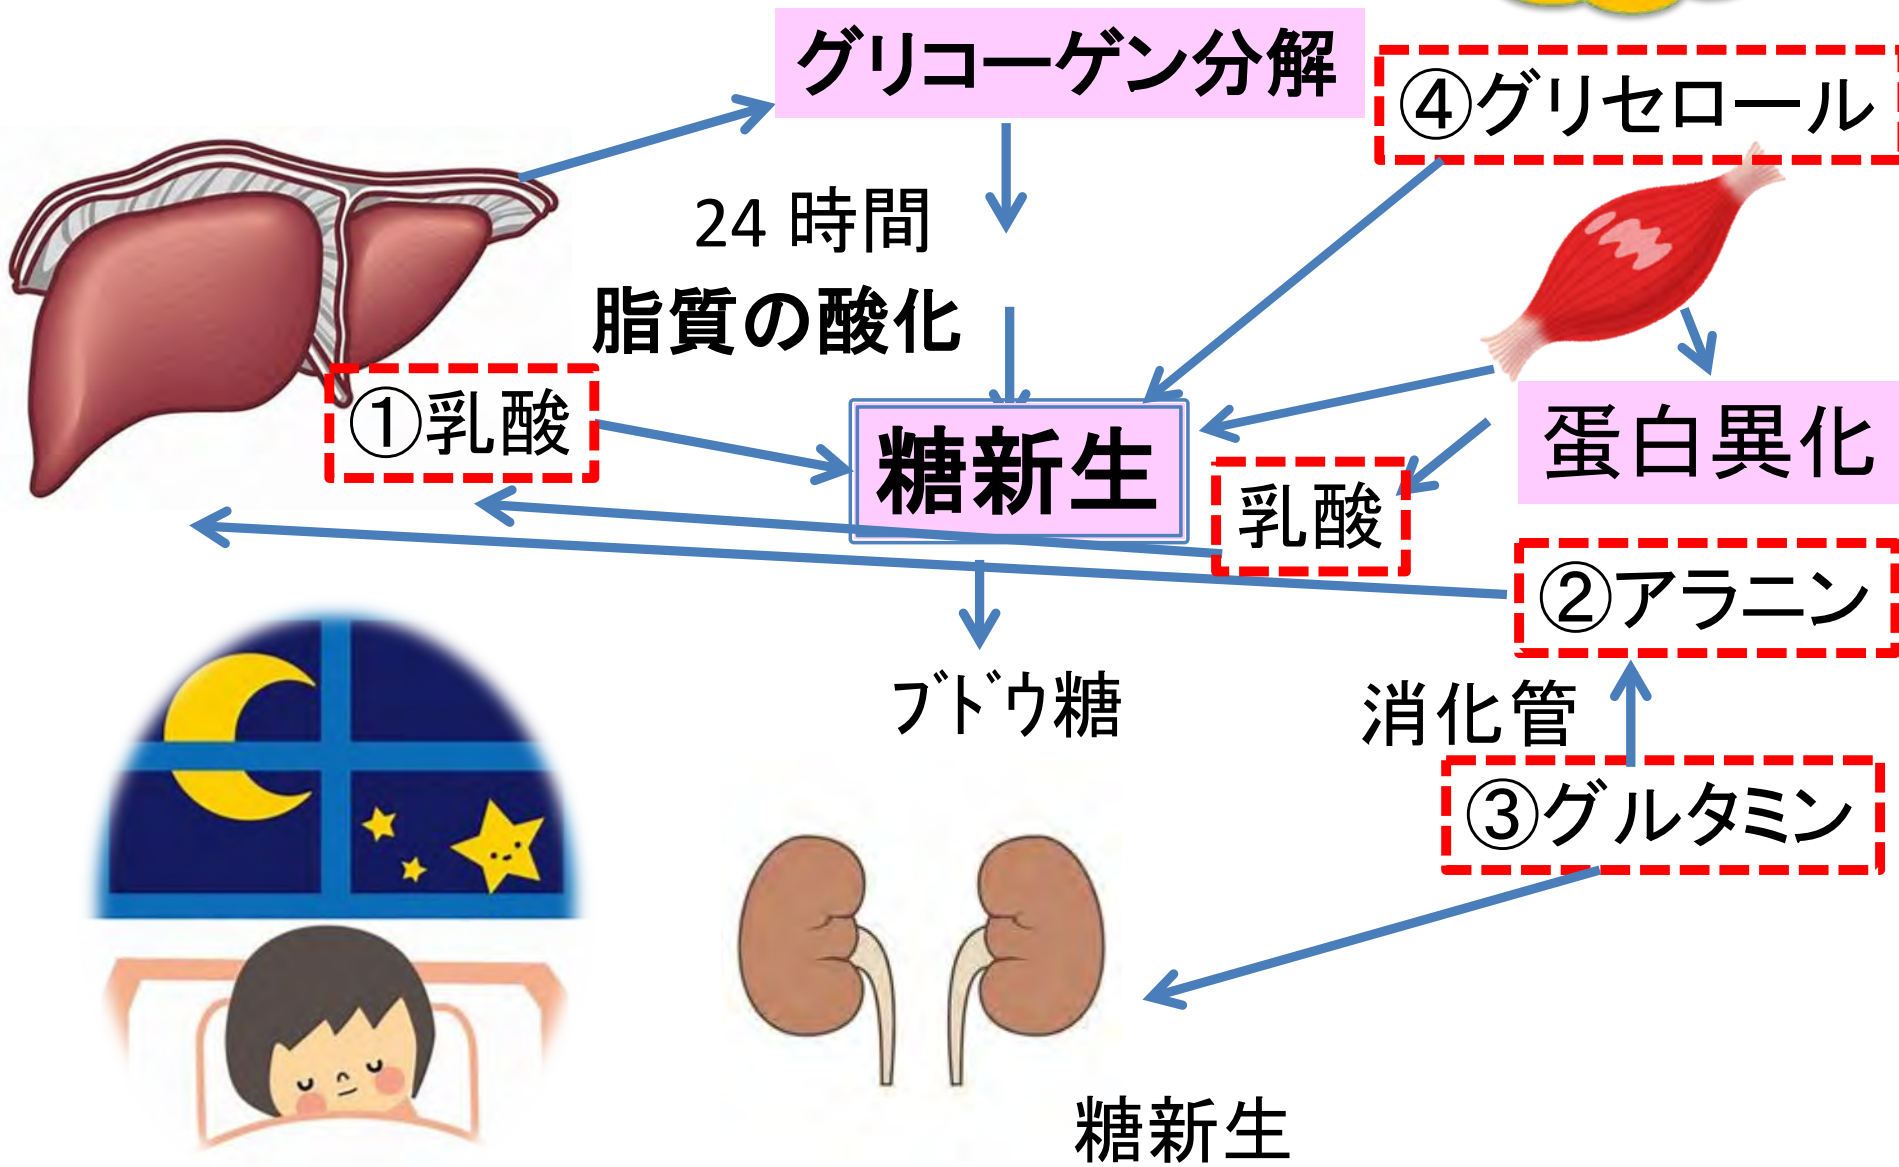 グリコーゲン分解
④グリセロール
24 時間
脂質の酸化
①乳酸
糖新生
乳酸
蛋白異化
②アラニン
ブドウ糖
消化管
③グルタミン
糖新生